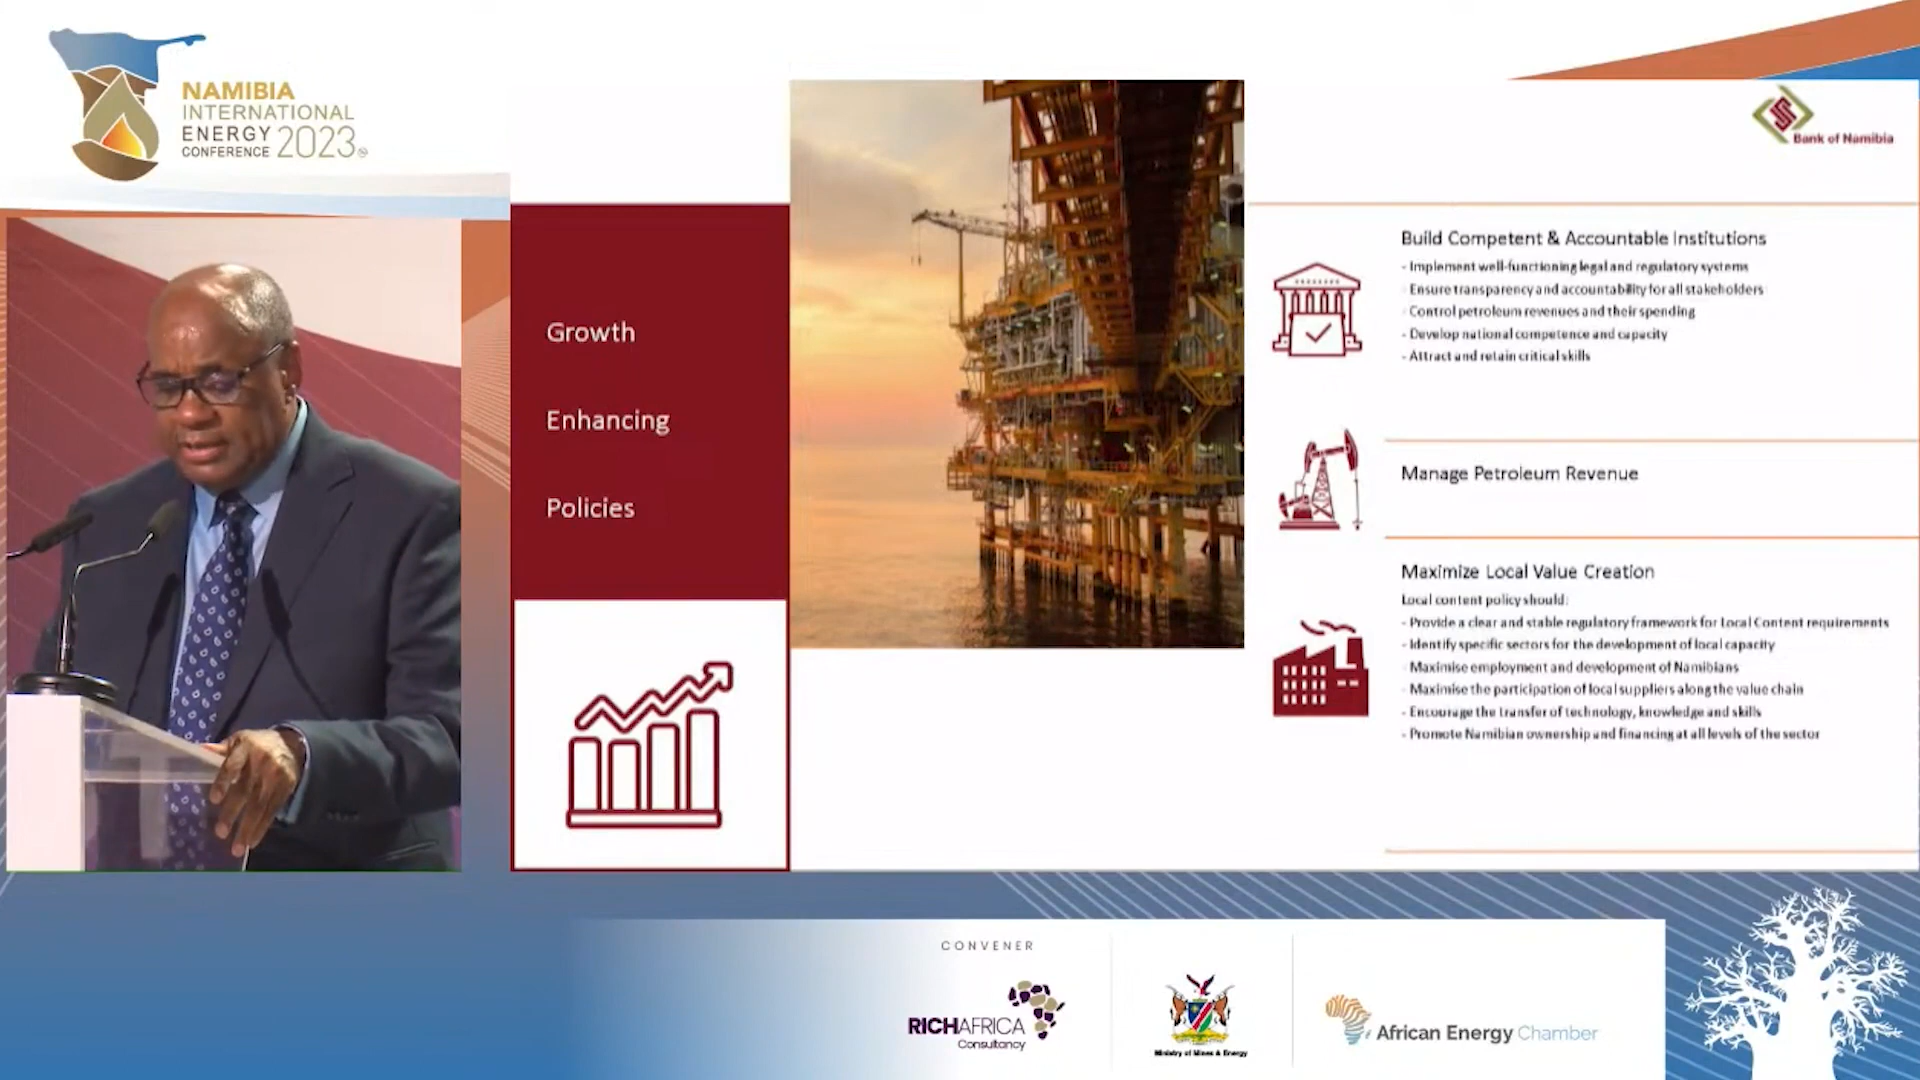 NAMIBIA
INTERNATIONAL
ENERGY
CONFERENCE 2023
Growth
Enhancing
Policies
Bank of Namibia
Build Competent & Accountable Institutions
- Implement well-functioning legal and regulatory systems
- Ensure transparency and accountability for all stakeholders
- Control petroleum revenues and their spending
- Develop national competence and capacity
- Attract and retain critical skills
Manage Petroleum Revenue
Maximize Local Value Creation
Local content policy should:
- Provide a clear and stable regulatory framework for Local Content requirements
- Identify specific sectors for the development of local capacity
- Maximise employment and development of Namibians
- Maximise the participation of local suppliers along the value chain
- Encourage the transfer of technology, knowledge and skills
- Promote Namibian ownership and financing at all levels of the sector
CONVENER
RICHAFRICA
Consultancy
Ministry of Mines & Energy
African Energy Chamber